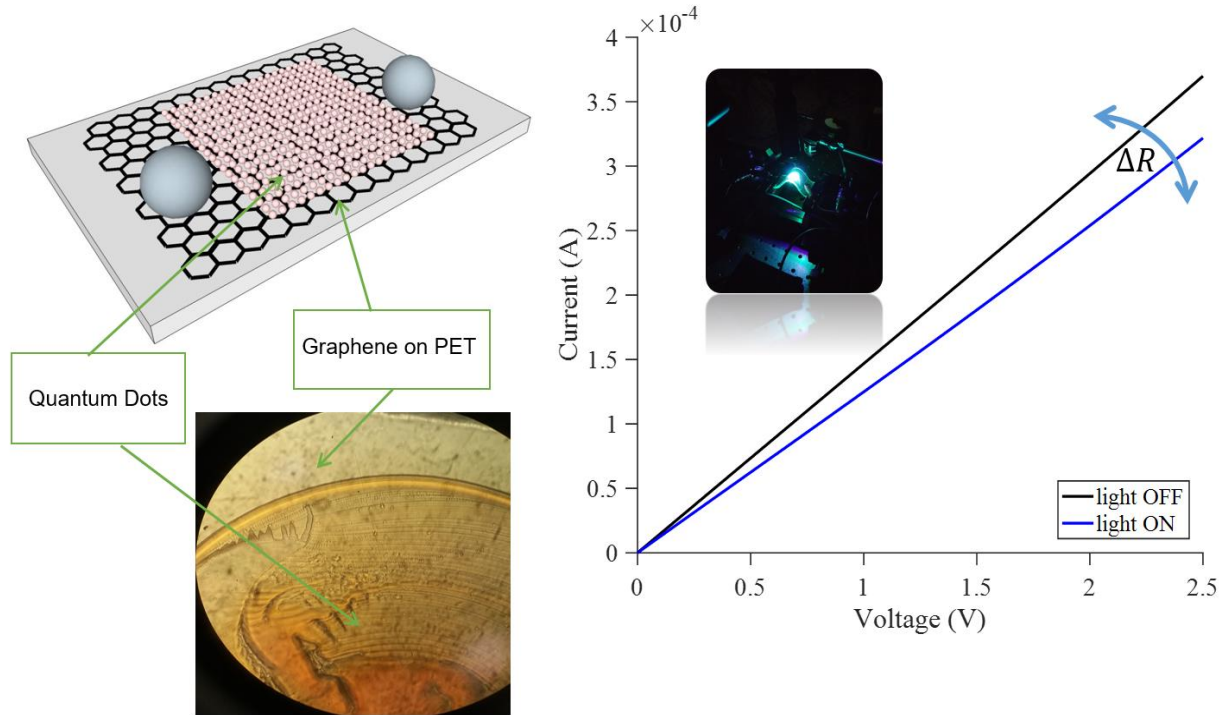 Graphene on PET
Quantum Dots
×10⁻⁴
4
3.5
3
2.5
2
1.5
1
0.5
0
Current (A)
ΔR
light OFF
light ON
0
0.5
1
1.5
2
2.5
Voltage (V)